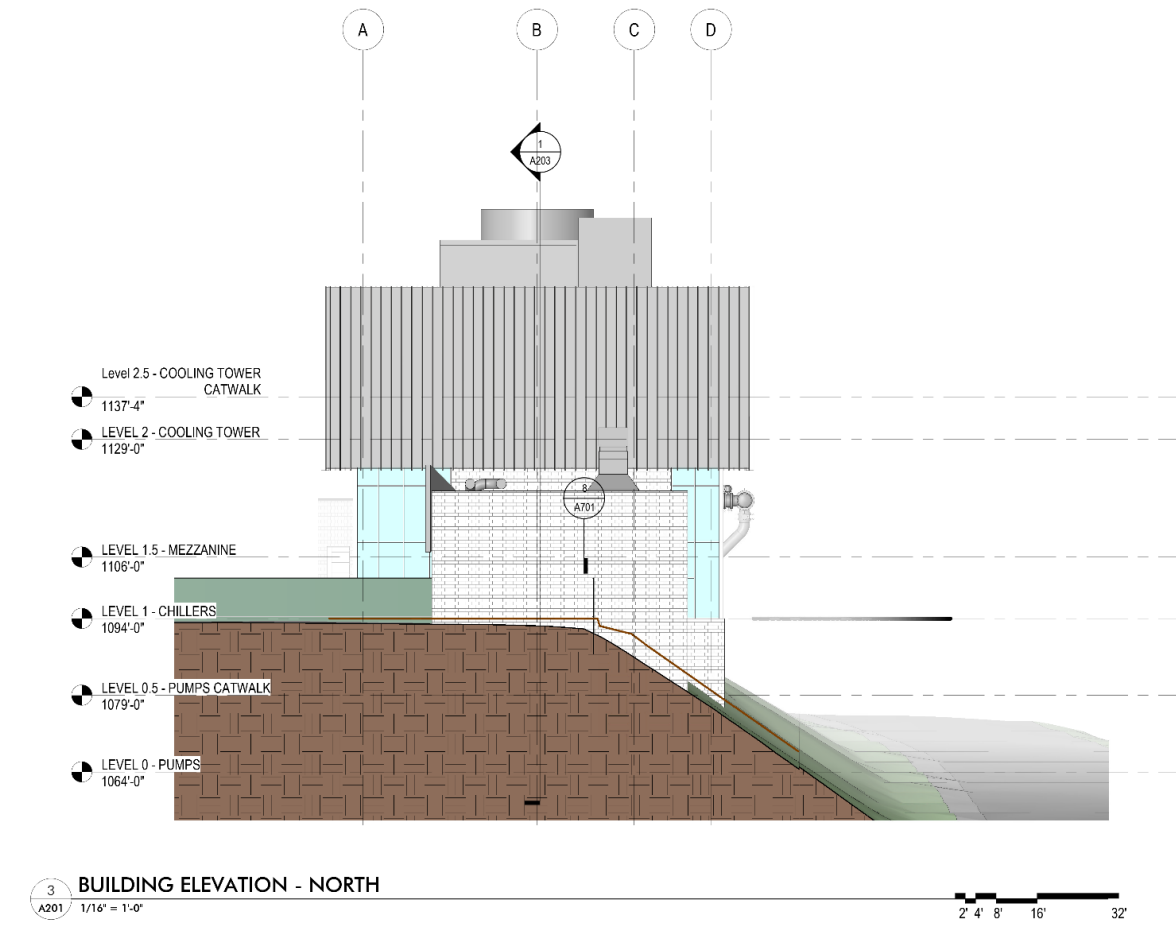 A B C D
1
A203
Level 2.5 - COOLING TOWER
CATWALK
1137'-4"
LEVEL 2 - COOLING TOWER
1129'-0"
8
A701
LEVEL 1.5 - MEZZANINE
1106'-0"
LEVEL 1 - CHILLERS
1094'-0"
LEVEL 0.5 - PUMPS CATWALK
1079'-0"
LEVEL 0 - PUMPS
1064'-0"
3
A201
BUILDING ELEVATION - NORTH
1/16" = 1'-0"
2' 4' 8' 16' 32'